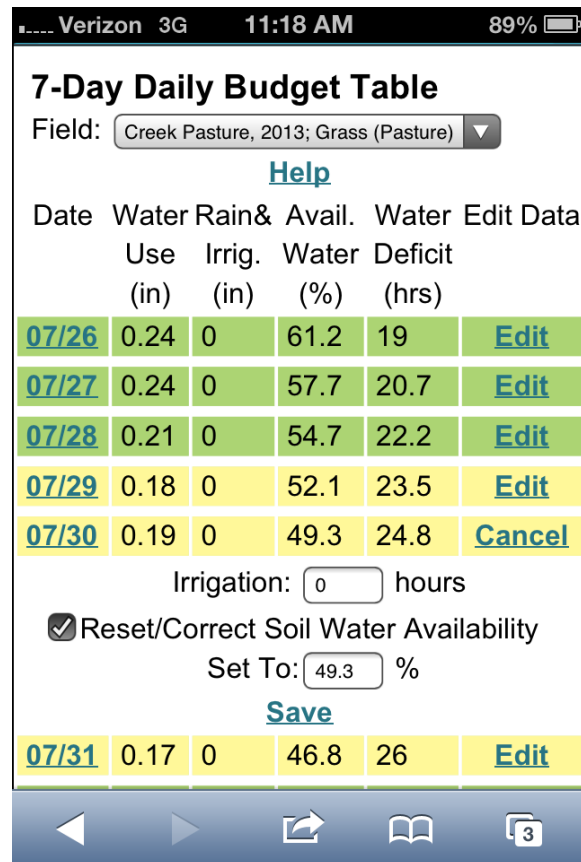 Verizon 3G 11:18 AM 89%
7-Day Daily Budget Table
Field: Creek Pasture, 2013; Grass (Pasture)
Help
Date Water Rain& Avail. Water Edit Data
Use Irrig. Water Deficit
(in) (in) (%) (hrs)
07/26 0.24 0 61.2 19 Edit
07/27 0.24 0 57.7 20.7 Edit
07/28 0.21 0 54.7 22.2 Edit
07/29 0.18 0 52.1 23.5 Edit
07/30 0.19 0 49.3 24.8 Cancel
Irrigation: 0 hours
Reset/Correct Soil Water Availability
Set To: 49.3 %
Save
07/31 0.17 0 46.8 26 Edit
3